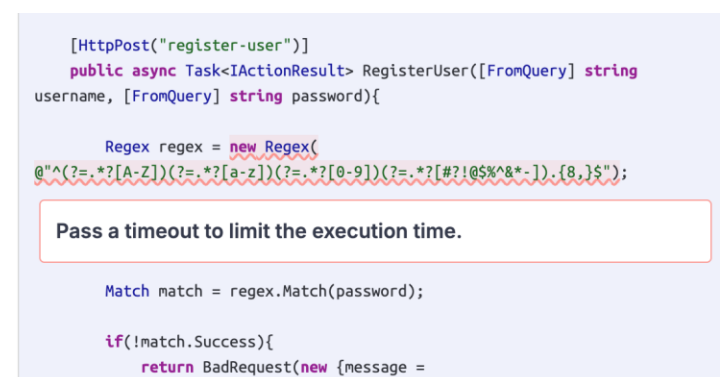 [HttpPost("register-user")]
public async Task<IActionResult> RegisterUser([FromQuery] string
username, [FromQuery] string password){
Regex regex = new Regex(
@"^(?=.*?[A-Z])(?=.*?[a-z])(?=.*?[0-9])(?=.*?[#?!@$%^&*-]).{8,}$");
Pass a timeout to limit the execution time.
Match match = regex.Match(password);
if(!match.Success){
return BadRequest(new {message =